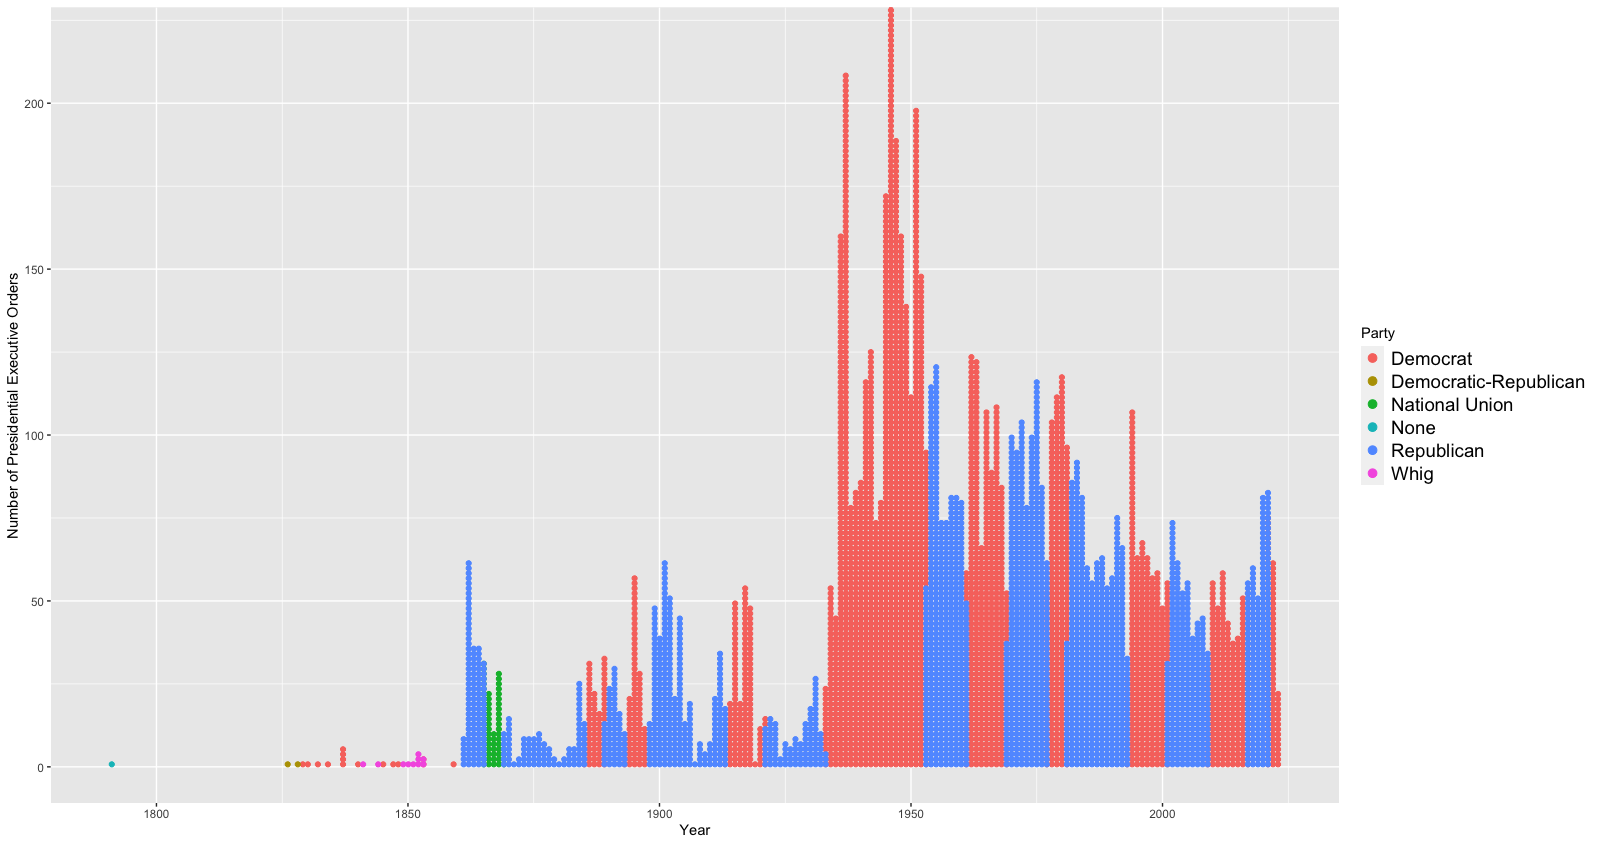 200
150
100
50
0
Number of Presidential Executive Orders
1800
1850
1900
1950
2000
Year
Party
Democrat
Democratic-Republican
National Union
None
Republican
Whig